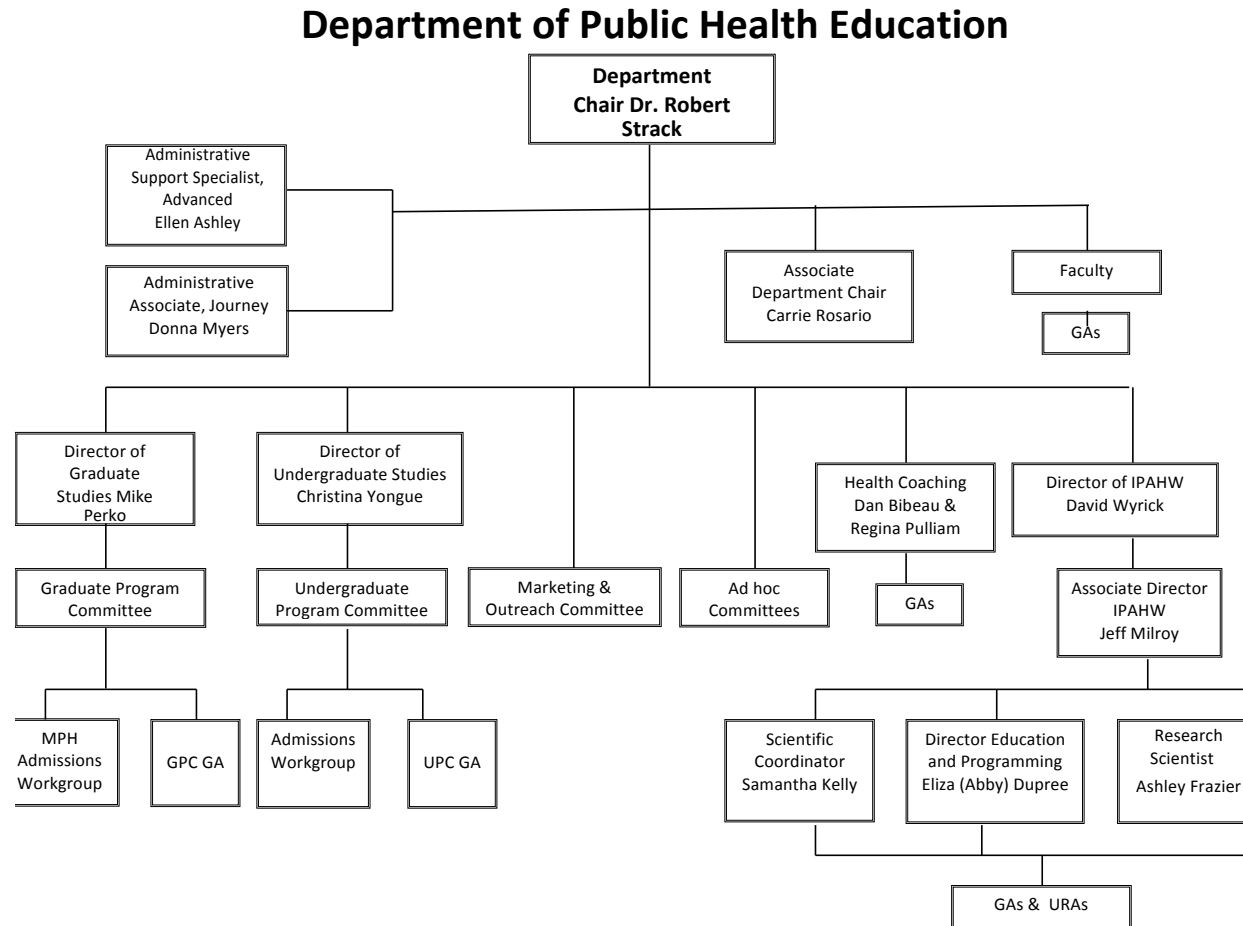 Department of Public Health Education
Department
Chair Dr. Robert
Strack
Administrative
Support Specialist,
Advanced
Ellen Ashley
Administrative
Associate, Journey
Donna Myers
Associate
Department Chair
Carrie Rosario
Faculty
GAs
Director of
Graduate
Studies Mike
Perko
Director of
Undergraduate Studies
Christina Yongue
Health Coaching
Dan Bibeau &
Regina Pulliam
Director of IPAHW
David Wyrick
Graduate Program
Committee
Undergraduate
Program Committee
Marketing &
Outreach Committee
Ad hoc
Committees
GAs
Associate Director
IPAHW
Jeff Milroy
MPH
Admissions
Workgroup
GPC GA
Admissions
Workgroup
UPC GA
Scientific
Coordinator
Samantha Kelly
Director Education
and Programming
Eliza (Abby) Dupree
Research
Scientist
Ashley Frazier
GAs & URAs